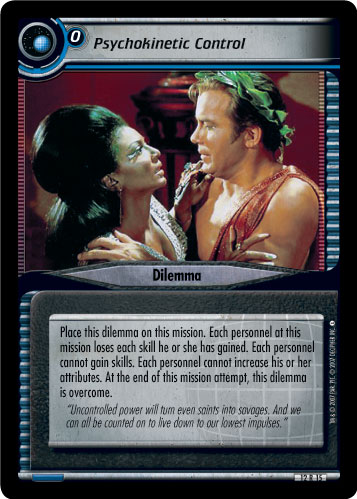 0
Psychokinetic Control
Dilemma
Place this dilemma on this mission. Each personnel at this
mission loses each skill he or she has gained. Each personnel
cannot gain skills. Each personnel cannot increase his or her
attributes. At the end of this mission attempt, this dilemma
is overcome.
"Uncontrolled power will turn even saints into savages. And we
can all be counted on to live down to our lowest impulses."
12 R 15